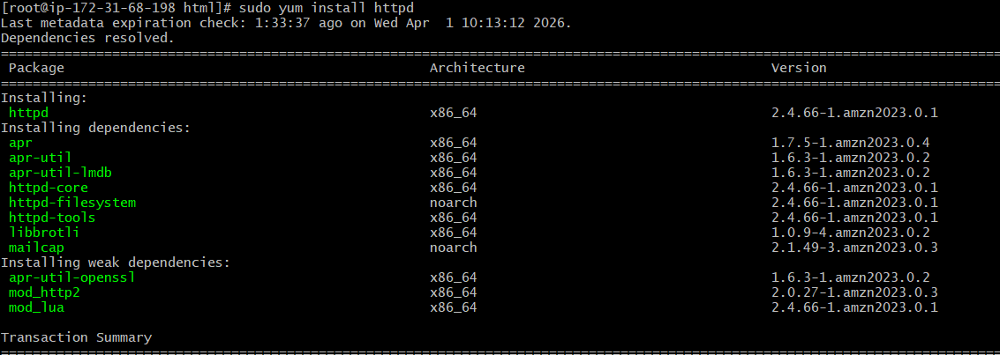 [root@ip-172-31-68-198 html]# sudo yum install httpd
Last metadata expiration check: 1:33:37 ago on Wed Apr  1 10:13:12 2026.
Dependencies resolved.
================================================================================================================================
 Package                                              Architecture                               Version
================================================================================================================================
Installing:
 httpd                                                x86_64                                     2.4.66-1.amzn2023.0.1
Installing dependencies:
 apr                                                  x86_64                                     1.7.5-1.amzn2023.0.4
 apr-util                                             x86_64                                     1.6.3-1.amzn2023.0.2
 apr-util-lmdb                                        x86_64                                     1.6.3-1.amzn2023.0.2
 httpd-core                                           x86_64                                     2.4.66-1.amzn2023.0.1
 httpd-filesystem                                     noarch                                     2.4.66-1.amzn2023.0.1
 httpd-tools                                          x86_64                                     2.4.66-1.amzn2023.0.1
 libbrotli                                            x86_64                                     1.0.9-4.amzn2023.0.2
 mailcap                                              noarch                                     2.1.49-3.amzn2023.0.3
Installing weak dependencies:
 apr-util-openssl                                     x86_64                                     1.6.3-1.amzn2023.0.2
 mod_http2                                            x86_64                                     2.0.27-1.amzn2023.0.3
 mod_lua                                              x86_64                                     2.4.66-1.amzn2023.0.1

Transaction Summary
================================================================================================================================